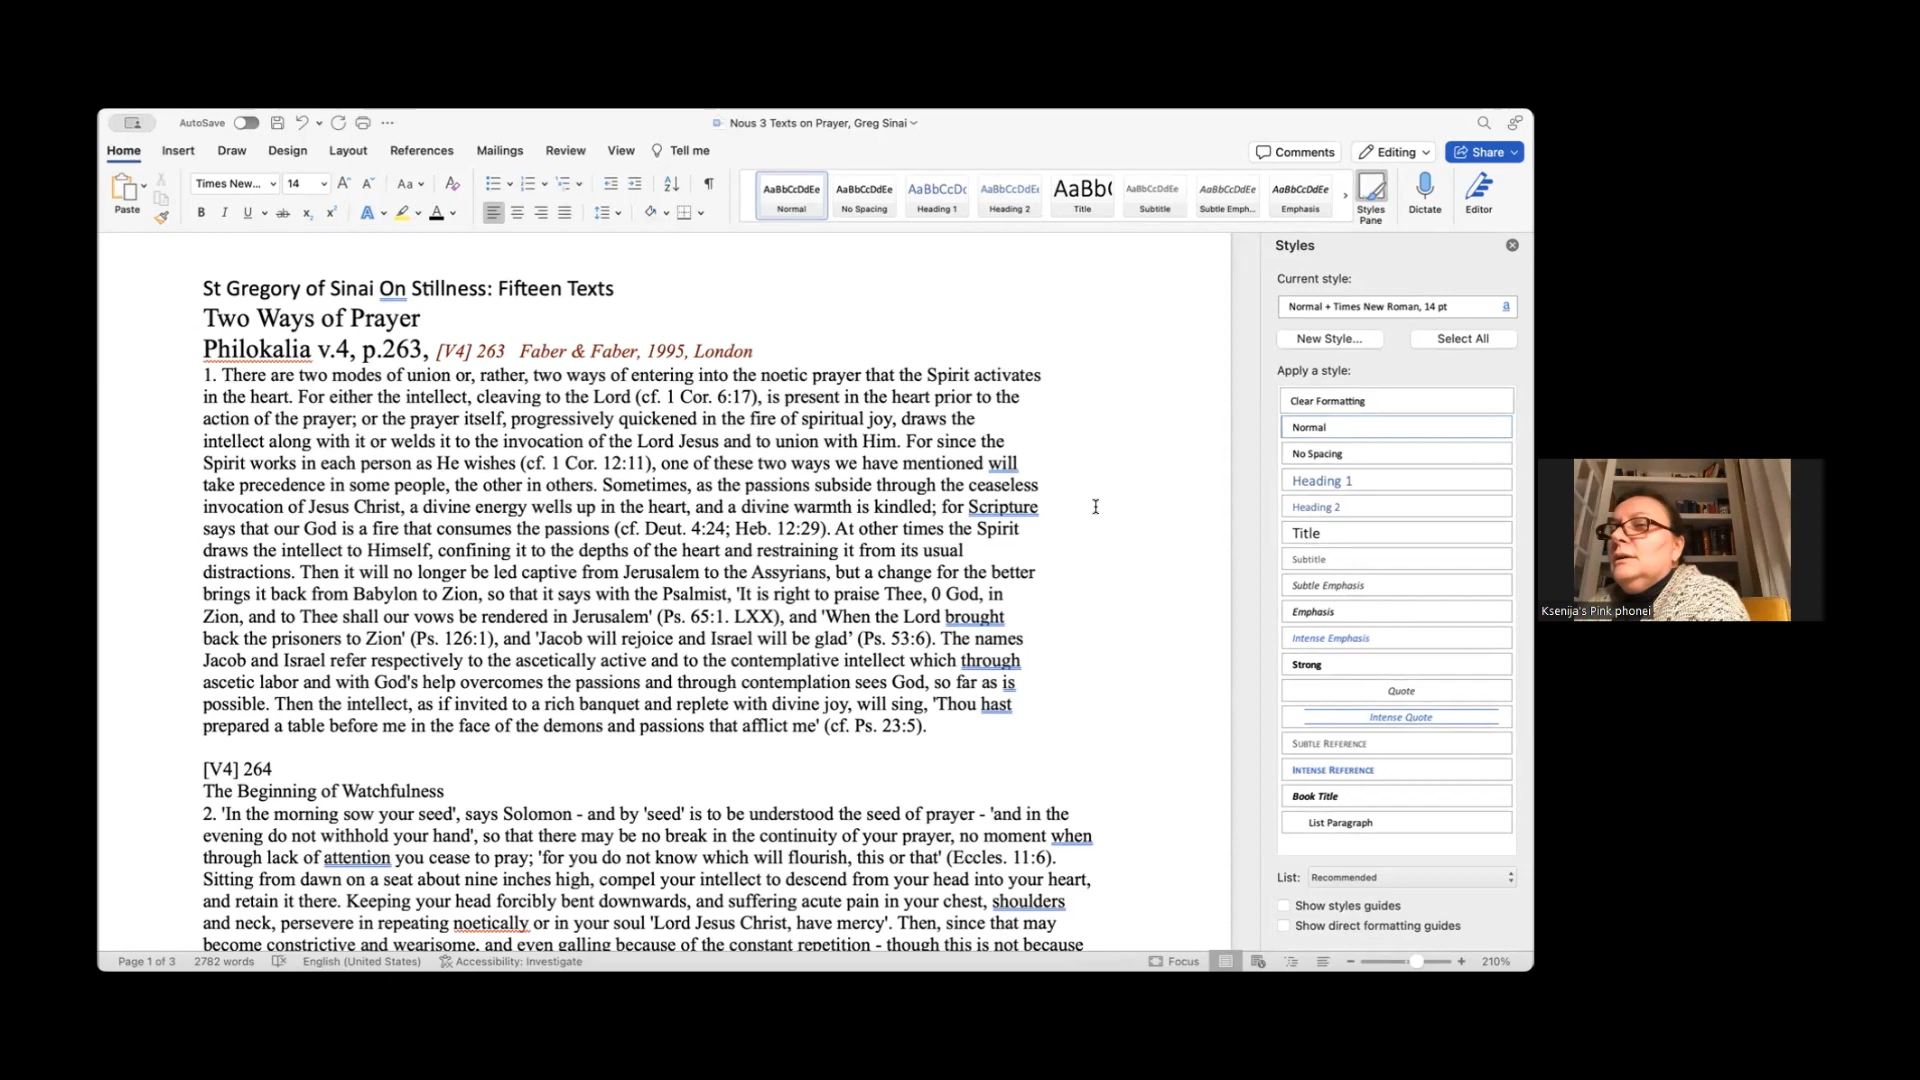 AutoSave
Nous 3 Texts on Prayer, Greg Sinai
Home Insert Draw Design Layout References Mailings Review View Tell me
Comments Editing Share
Paste
Times New... 14
AaBbCcDdEe Normal
AaBbCcDdEe No Spacing
AaBbCcDc Heading 1
AaBbCcDdEe Heading 2
AaBb( Title
AaBbCcDdEe Subtitle
AaBbCcDdEe Subtle Emph...
AaBbCcDdEe Emphasis
Styles Pane
Dictate
Editor
St Gregory of Sinai On Stillness: Fifteen Texts
Two Ways of Prayer
Philokalia v.4, p.263, [V4] 263 Faber & Faber, 1995, London
1. There are two modes of union or, rather, two ways of entering into the noetic prayer that the Spirit activates
in the heart. For either the intellect, cleaving to the Lord (cf. 1 Cor. 6:17), is present in the heart prior to the
action of the prayer; or the prayer itself, progressively quickened in the fire of spiritual joy, draws the
intellect along with it or welds it to the invocation of the Lord Jesus and to union with Him. For since the
Spirit works in each person as He wishes (cf. 1 Cor. 12:11), one of these two ways we have mentioned will
take precedence in some people, the other in others. Sometimes, as the passions subside through the ceaseless
invocation of Jesus Christ, a divine energy wells up in the heart, and a divine warmth is kindled; for Scripture
says that our God is a fire that consumes the passions (cf. Deut. 4:24; Heb. 12:29). At other times the Spirit
draws the intellect to Himself, confining it to the depths of the heart and restraining it from its usual
distractions. Then it will no longer be led captive from Jerusalem to the Assyrians, but a change for the better
brings it back from Babylon to Zion, so that it says with the Psalmist, 'It is right to praise Thee, 0 God, in
Zion, and to Thee shall our vows be rendered in Jerusalem' (Ps. 65:1. LXX), and 'When the Lord brought
back the prisoners to Zion' (Ps. 126:1), and 'Jacob will rejoice and Israel will be glad’ (Ps. 53:6). The names
Jacob and Israel refer respectively to the ascetically active and to the contemplative intellect which through
ascetic labor and with God's help overcomes the passions and through contemplation sees God, so far as is
possible. Then the intellect, as if invited to a rich banquet and replete with divine joy, will sing, 'Thou hast
prepared a table before me in the face of the demons and passions that afflict me' (cf. Ps. 23:5).
[V4] 264
The Beginning of Watchfulness
2. 'In the morning sow your seed', says Solomon - and by 'seed' is to be understood the seed of prayer - 'and in the
evening do not withhold your hand', so that there may be no break in the continuity of your prayer, no moment when
through lack of attention you cease to pray; 'for you do not know which will flourish, this or that' (Eccles. 11:6).
Sitting from dawn on a seat about nine inches high, compel your intellect to descend from your head into your heart,
and retain it there. Keeping your head forcibly bent downwards, and suffering acute pain in your chest, shoulders
and neck, persevere in repeating noetically or in your soul 'Lord Jesus Christ, have mercy'. Then, since that may
become constrictive and wearisome, and even galling because of the constant repetition - though this is not because
Styles
Current style:
Normal + Times New Roman, 14 pt
New Style... Select All
Apply a style:
Clear Formatting
Normal
No Spacing
Heading 1
Heading 2
Title
Subtitle
Subtle Emphasis
Emphasis
Intense Emphasis
Strong
Quote
Intense Quote
Subtle Reference
Intense Reference
Book Title
List Paragraph
List: Recommended
Show styles guides
Show direct formatting guides
Page 1 of 3 2782 words English (United States) Accessibility: Investigate Focus 210%
Ksenija's Pink phonei